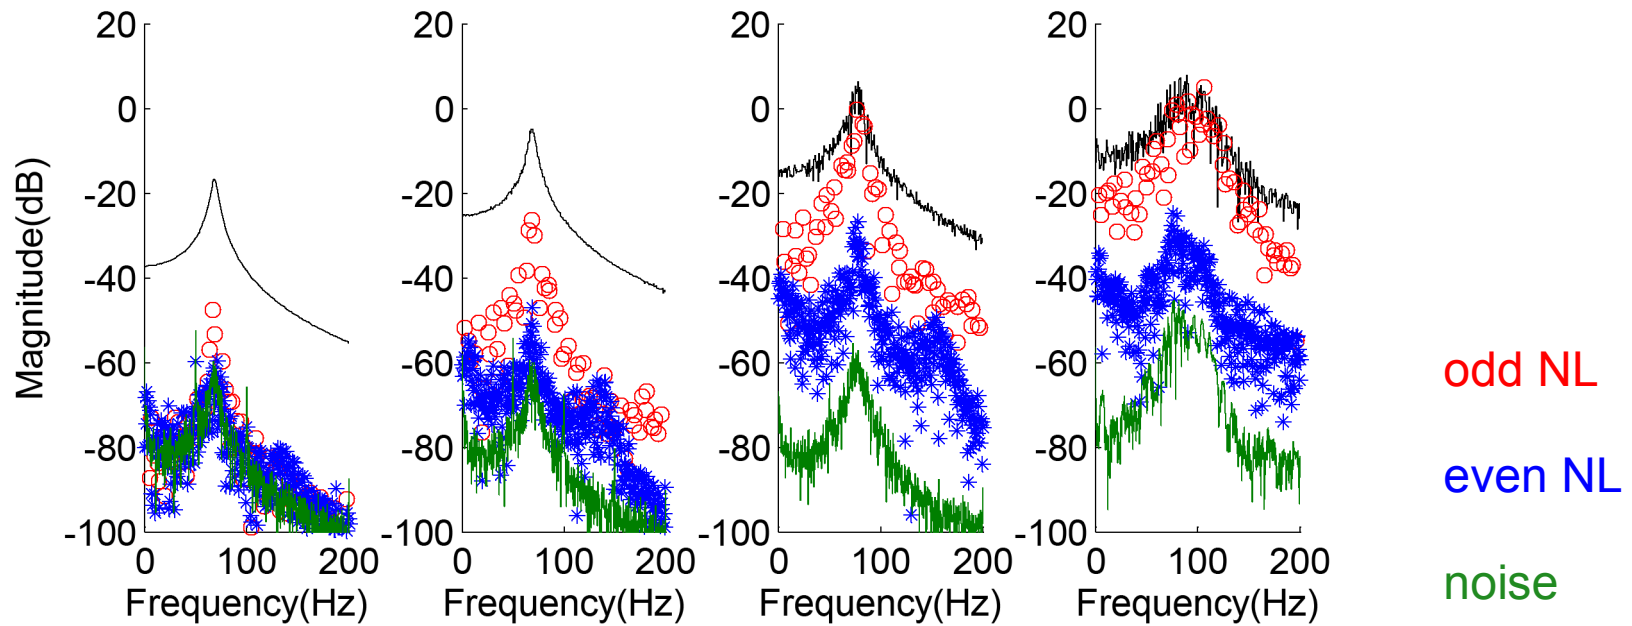 20 20 20 20
0 0 0 0
-20 -20 -20 -20
Magnitude(dB)
-40 -40 -40 -40
-60 -60 -60 -60
odd NL
-80 -80 -80 -80
even NL
-100 -100 -100 -100
0 100 200 0 100 200 0 100 200 0 100 200
noise
Frequency(Hz) Frequency(Hz) Frequency(Hz) Frequency(Hz)